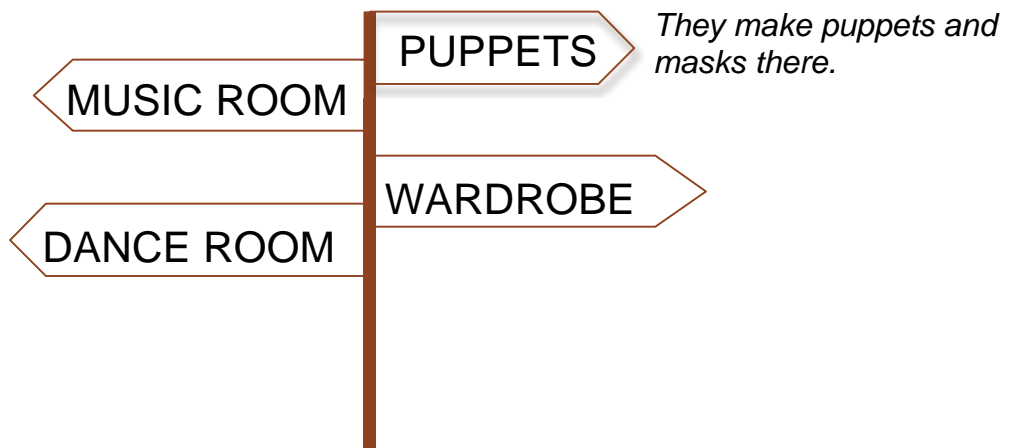 PUPPETS
They make puppets and
masks there.
MUSIC ROOM
WARDROBE
DANCE ROOM